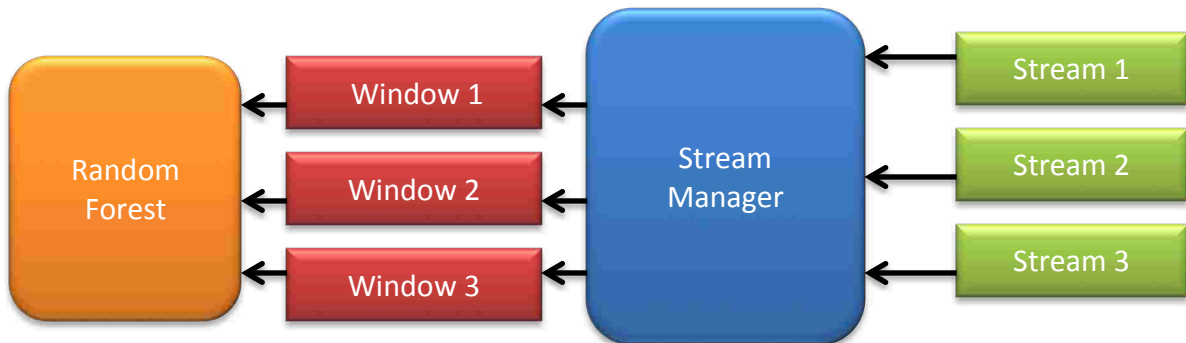 Random
Forest
Window 1
Window 2
Window 3
Stream
Manager
Stream 1
Stream 2
Stream 3